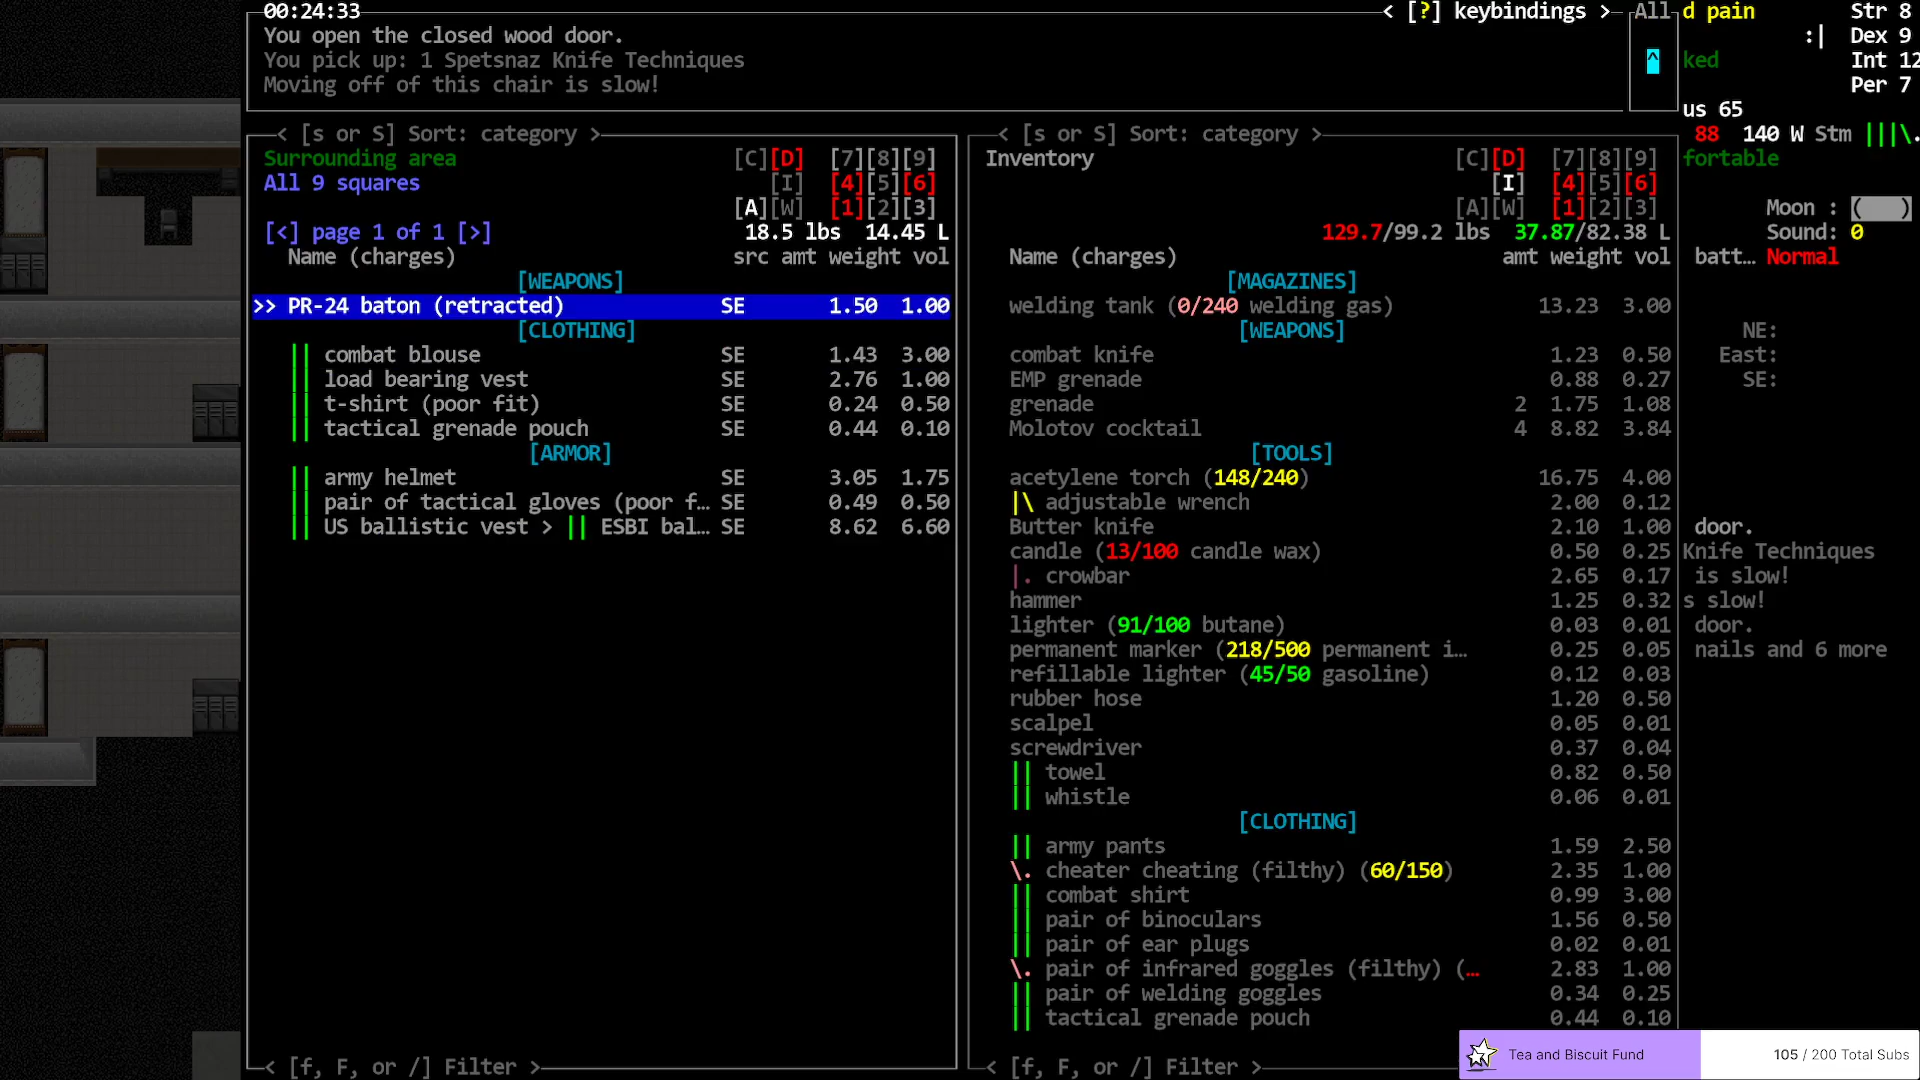 00:24:33
< [?] keybindings >
All
d pain
Str 8
You open the closed wood door.
:|
Dex 9
You pick up: 1 Spetsnaz Knife Techniques
^
ked
Int 12
Moving off of this chair is slow!
Per 7
us 65
< [s or S] Sort: category >
< [s or S] Sort: category >
88 140 W Stm |||\.
Surrounding area
[C][D] [7][8][9]
Inventory
[C][D] [7][8][9]
fortable
All 9 squares
[I] [4][5][6]
[I] [4][5][6]
[A][W] [1][2][3]
[A][W] [1][2][3]
Moon : ( )
[<] page 1 of 1 [>]
18.5 lbs 14.45 L
129.7/99.2 lbs 37.87/82.38 L
Sound: 0
Name (charges) src amt weight vol
Name (charges) amt weight vol
batt… Normal
[WEAPONS]
>> PR-24 baton (retracted) SE 1.50 1.00
[CLOTHING]
|| combat blouse SE 1.43 3.00
|| load bearing vest SE 2.76 1.00
|| t-shirt (poor fit) SE 0.24 0.50
|| tactical grenade pouch SE 0.44 0.10
[ARMOR]
|| army helmet SE 3.05 1.75
|| pair of tactical gloves (poor f… SE 0.49 0.50
|| US ballistic vest > || ESBI bal… SE 8.62 6.60
[MAGAZINES]
welding tank (0/240 welding gas) 13.23 3.00
[WEAPONS]
combat knife 1.23 0.50
EMP grenade 0.88 0.27
grenade 2 1.75 1.08
Molotov cocktail 4 8.82 3.84
[TOOLS]
acetylene torch (148/240) 16.75 4.00
|\ adjustable wrench 2.00 0.12
Butter knife 2.10 1.00
candle (13/100 candle wax) 0.50 0.25
|. crowbar 2.65 0.17
hammer 1.25 0.32
lighter (91/100 butane) 0.03 0.01
permanent marker (218/500 permanent i… 0.25 0.05
refillable lighter (45/50 gasoline) 0.12 0.03
rubber hose 1.20 0.50
scalpel 0.05 0.01
screwdriver 0.37 0.04
|| towel 0.82 0.50
|| whistle 0.06 0.01
[CLOTHING]
|| army pants 1.59 2.50
\. cheater cheating (filthy) (60/150) 2.35 1.00
|| combat shirt 0.99 3.00
|| pair of binoculars 1.56 0.50
|| pair of ear plugs 0.02 0.01
\. pair of infrared goggles (filthy) (… 2.83 1.00
|| pair of welding goggles 0.34 0.25
|| tactical grenade pouch 0.44 0.10
NE:
East:
SE:
door.
Knife Techniques
is slow!
s slow!
door.
nails and 6 more
< [f, F, or /] Filter >
< [f, F, or /] Filter >
Tea and Biscuit Fund
105 / 200 Total Subs